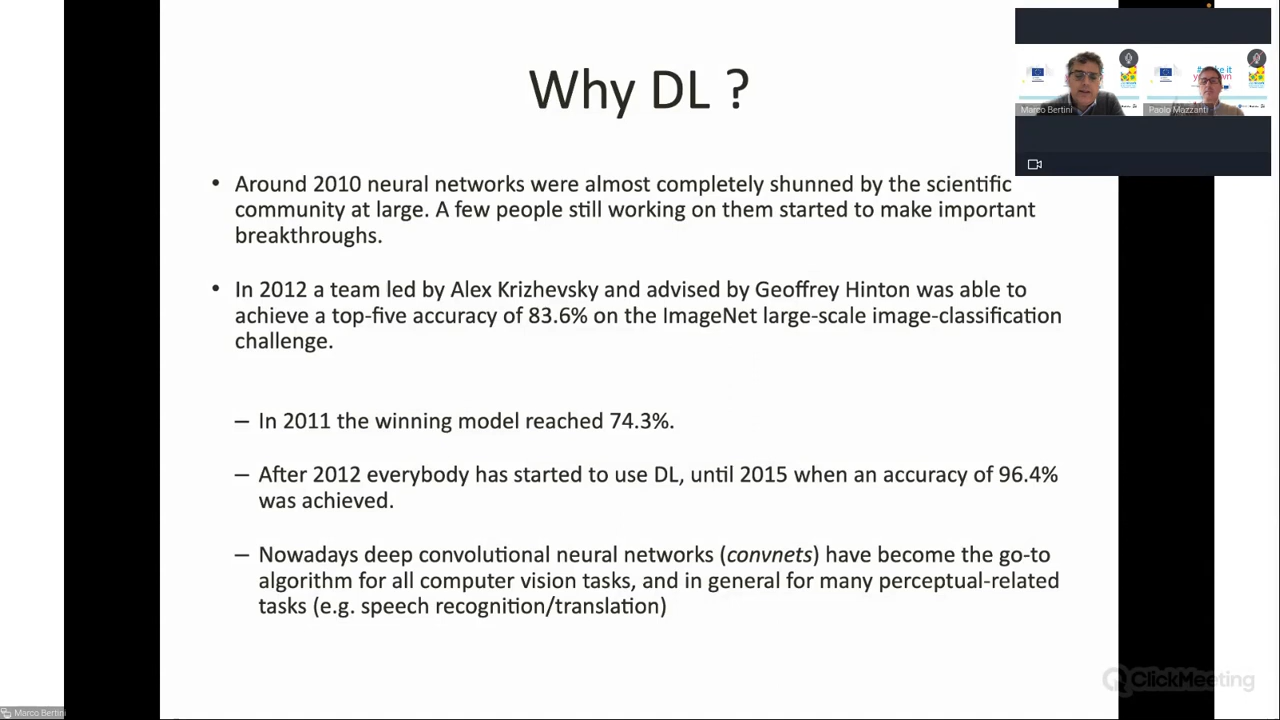 Why DL ?
• Around 2010 neural networks were almost completely shunned by the scientific
community at large. A few people still working on them started to make important
breakthroughs.
• In 2012 a team led by Alex Krizhevsky and advised by Geoffrey Hinton was able to
achieve a top-five accuracy of 83.6% on the ImageNet large-scale image-classification
challenge.
– In 2011 the winning model reached 74.3%.
– After 2012 everybody has started to use DL, until 2015 when an accuracy of 96.4%
was achieved.
– Nowadays deep convolutional neural networks (convnets) have become the go-to
algorithm for all computer vision tasks, and in general for many perceptual-related
tasks (e.g. speech recognition/translation)
Marco Bertini
Paolo Mazzanti
ClickMeeting
Marco Bertini